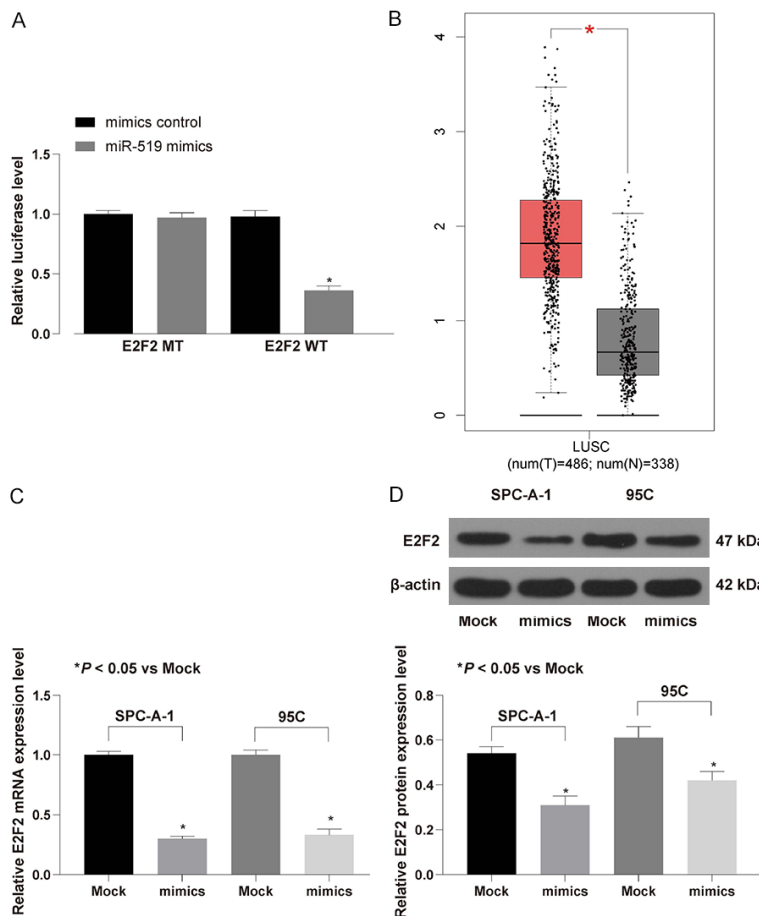 A
mimics control
miR-519 mimics
Relative luciferase level
1.5
1.0
0.5
0.0
*
E2F2 MT
E2F2 WT
B
*
4
3
2
1
0
LUSC
(num(T)=486; num(N)=338)
C
*P < 0.05 vs Mock
Relative E2F2 mRNA expression level
1.5
1.0
0.5
0.0
SPC-A-1
95C
*
*
Mock
mimics
Mock
mimics
D
SPC-A-1
95C
E2F2
47 kDa
β-actin
42 kDa
Mock
mimics
Mock
mimics
*P < 0.05 vs Mock
Relative E2F2 protein expression level
0.8
0.6
0.4
0.2
0.0
SPC-A-1
95C
*
*
Mock
mimics
Mock
mimics